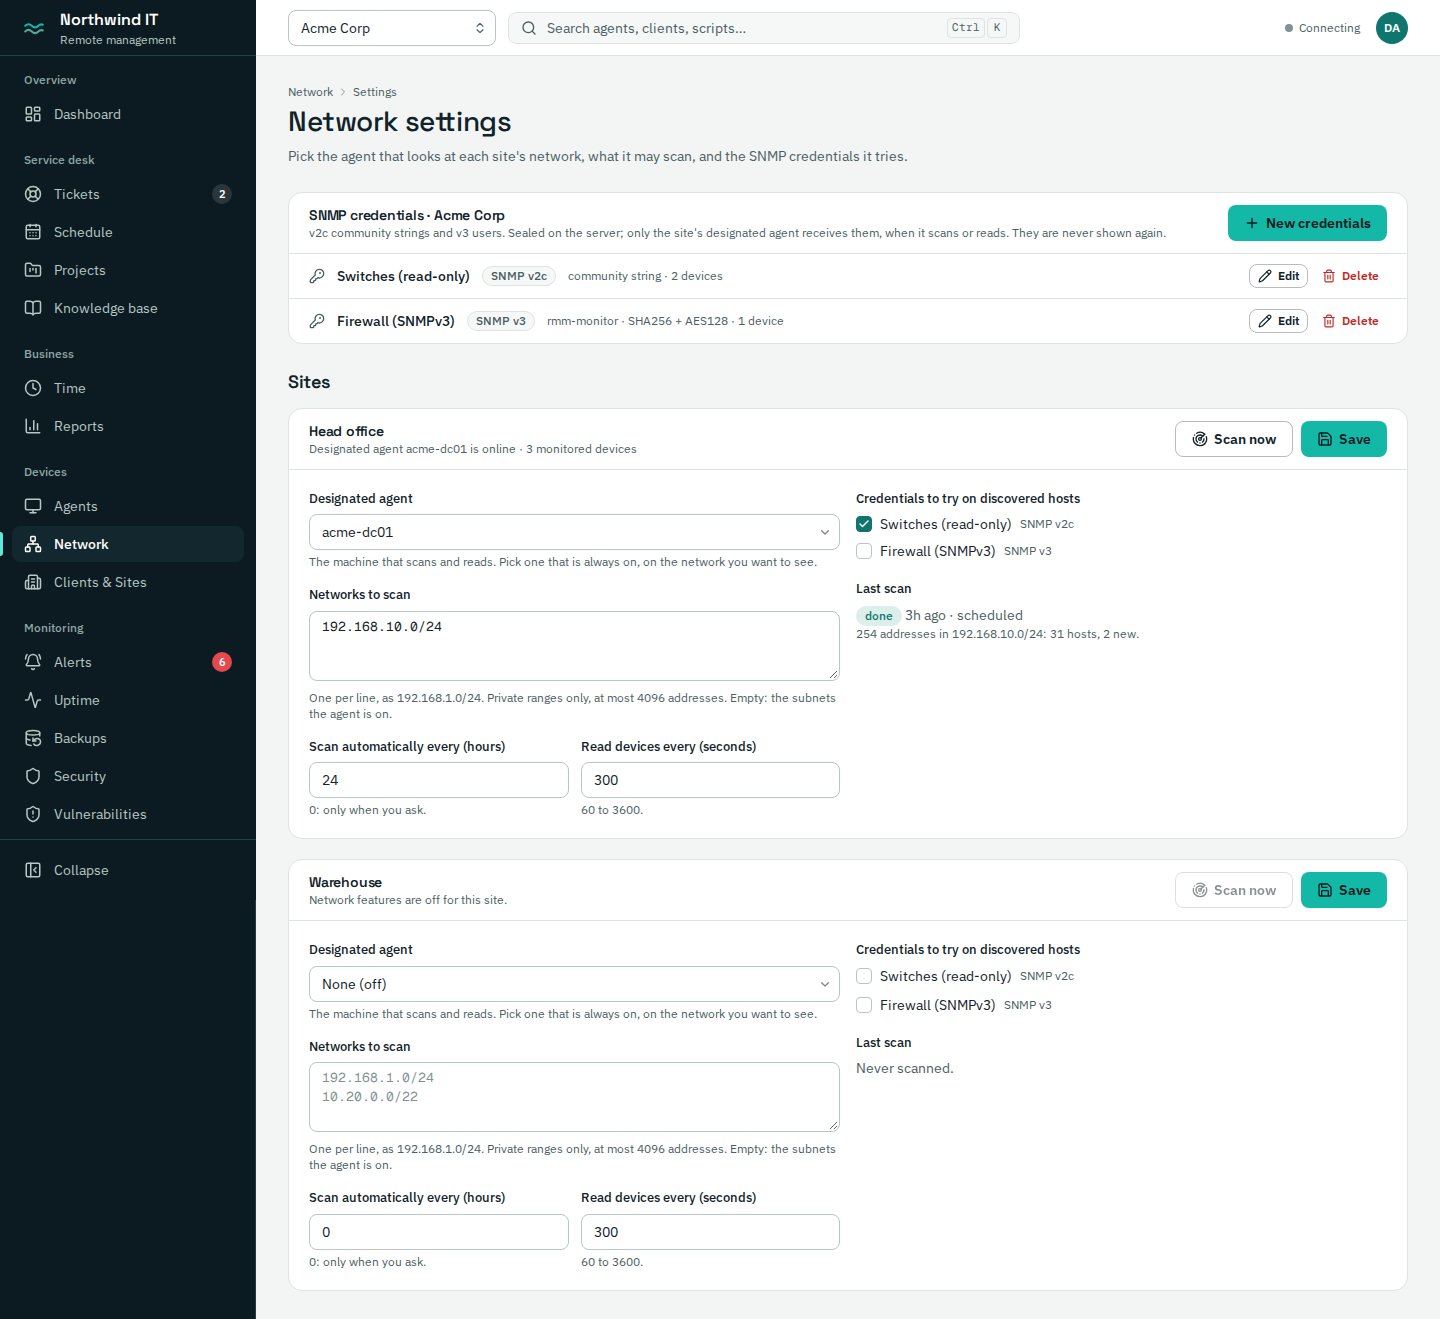 Northwind IT
Remote management
Acme Corp
Search agents, clients, scripts...
Ctrl K
Connecting
DA
Overview
Dashboard
Service desk
Tickets 2
Schedule
Projects
Knowledge base
Business
Time
Reports
Devices
Agents
Network
Clients & Sites
Monitoring
Alerts 6
Uptime
Backups
Security
Vulnerabilities
Collapse
Network > Settings
Network settings
Pick the agent that looks at each site's network, what it may scan, and the SNMP credentials it tries.
SNMP credentials · Acme Corp
v2c community strings and v3 users. Sealed on the server; only the site's designated agent receives them, when it scans or reads. They are never shown again.
New credentials
Switches (read-only) SNMP v2c community string · 2 devices Edit Delete
Firewall (SNMPv3) SNMP v3 rmm-monitor · SHA256 + AES128 · 1 device Edit Delete
Sites
Head office
Designated agent acme-dc01 is online · 3 monitored devices
Scan now Save
Designated agent
acme-dc01
The machine that scans and reads. Pick one that is always on, on the network you want to see.
Networks to scan
192.168.10.0/24
One per line, as 192.168.1.0/24. Private ranges only, at most 4096 addresses. Empty: the subnets
the agent is on.
Scan automatically every (hours)
24
0: only when you ask.
Read devices every (seconds)
300
60 to 3600.
Credentials to try on discovered hosts
Switches (read-only) SNMP v2c
Firewall (SNMPv3) SNMP v3
Last scan
done 3h ago · scheduled
254 addresses in 192.168.10.0/24: 31 hosts, 2 new.
Warehouse
Network features are off for this site.
Scan now Save
Designated agent
None (off)
The machine that scans and reads. Pick one that is always on, on the network you want to see.
Networks to scan
192.168.1.0/24
10.20.0.0/22
One per line, as 192.168.1.0/24. Private ranges only, at most 4096 addresses. Empty: the subnets
the agent is on.
Scan automatically every (hours)
0
0: only when you ask.
Read devices every (seconds)
300
60 to 3600.
Credentials to try on discovered hosts
Switches (read-only) SNMP v2c
Firewall (SNMPv3) SNMP v3
Last scan
Never scanned.